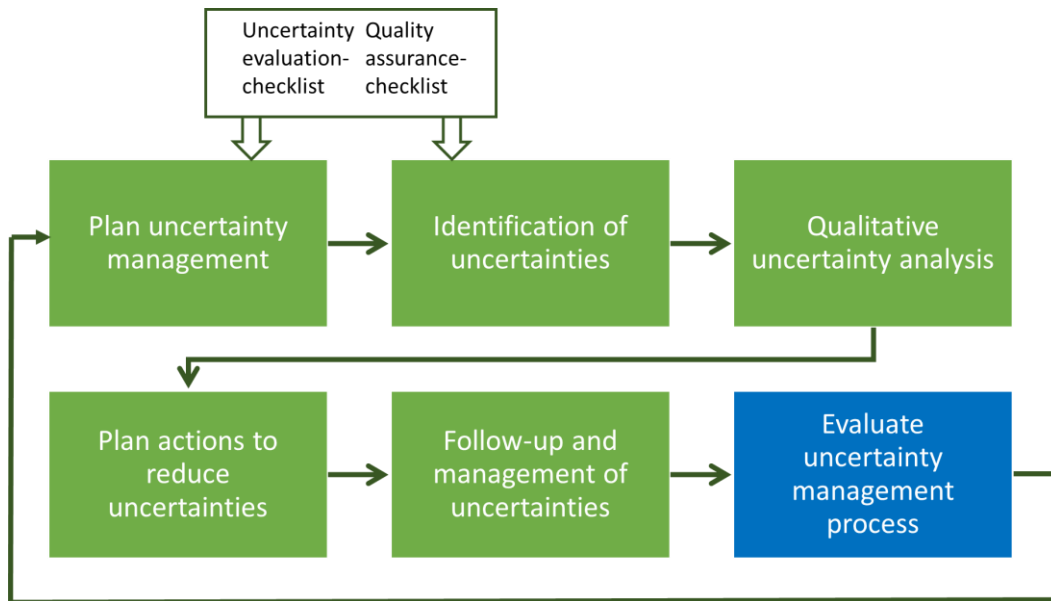 Uncertainty
evaluation-
checklist
Quality
assurance-
checklist
Plan uncertainty
management
Identification of
uncertainties
Qualitative
uncertainty analysis
Plan actions to
reduce
uncertainties
Follow-up and
management of
uncertainties
Evaluate
uncertainty
management
process